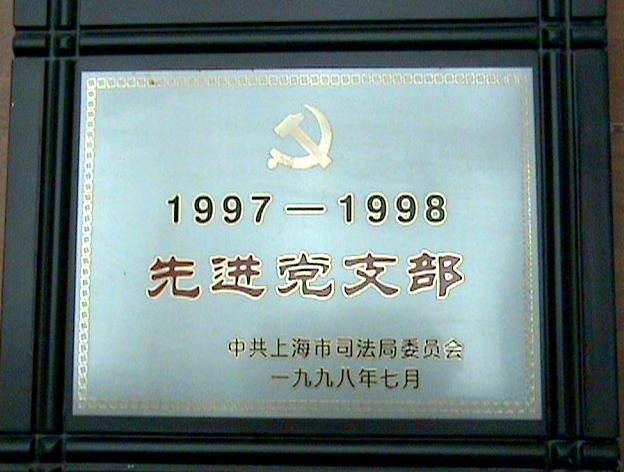 1997—1998
先进党支部
中共上海市司法局委员会
一九九八年七月